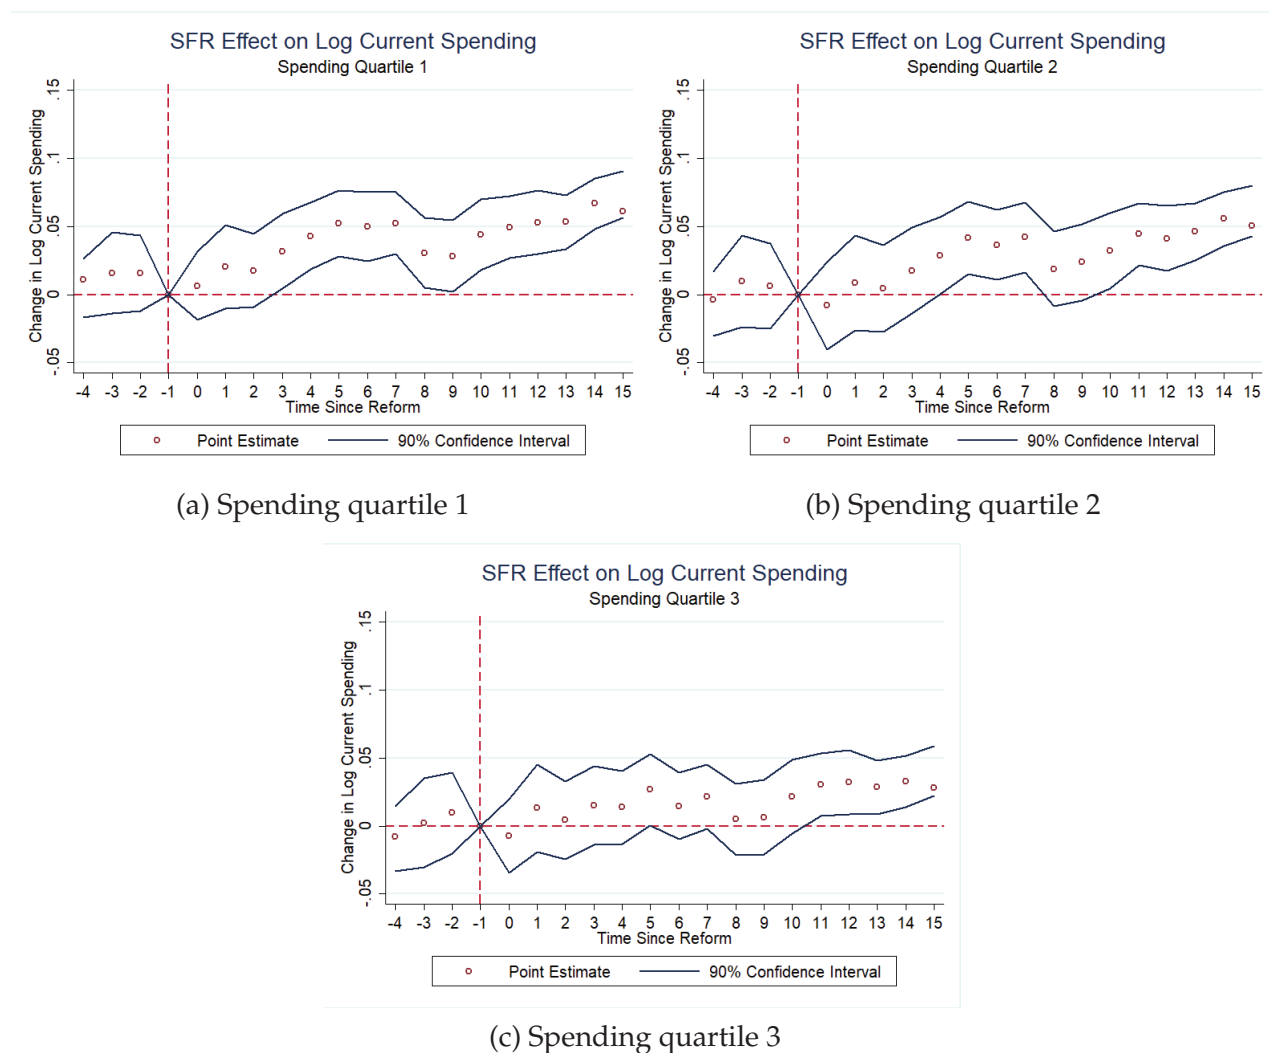 SFR Effect on Log Current Spending
Spending Quartile 1
Change in Log Current Spending
.15
.1
.05
0
-.05
-4 -3 -2 -1 0 1 2 3 4 5 6 7 8 9 10 11 12 13 14 15
Time Since Reform
Point Estimate 90% Confidence Interval
(a) Spending quartile 1
SFR Effect on Log Current Spending
Spending Quartile 2
Change in Log Current Spending
.15
.1
.05
0
-.05
-4 -3 -2 -1 0 1 2 3 4 5 6 7 8 9 10 11 12 13 14 15
Time Since Reform
Point Estimate 90% Confidence Interval
(b) Spending quartile 2
SFR Effect on Log Current Spending
Spending Quartile 3
Change in Log Current Spending
.15
.1
.05
0
-.05
-4 -3 -2 -1 0 1 2 3 4 5 6 7 8 9 10 11 12 13 14 15
Time Since Reform
Point Estimate 90% Confidence Interval
(c) Spending quartile 3